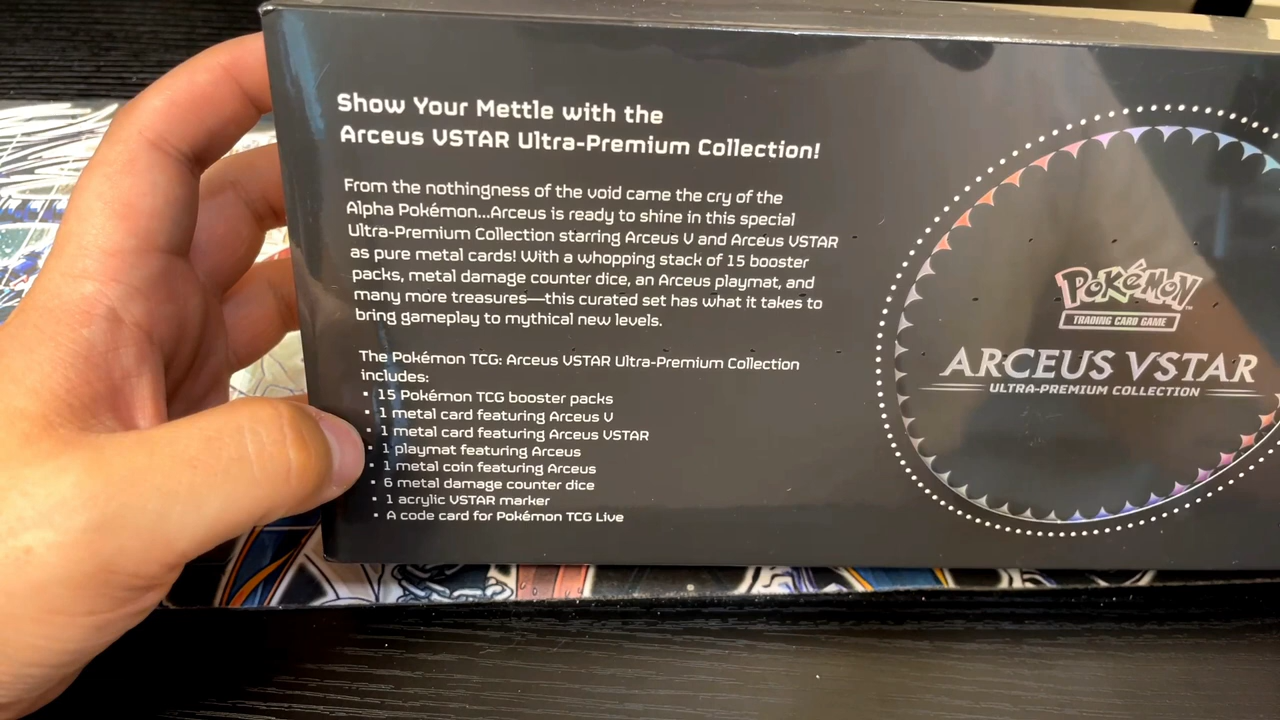 Show Your Mettle with the
Arceus VSTAR Ultra-Premium Collection!
From the nothingness of the void came the cry of the
Alpha Pokémon...Arceus is ready to shine in this special
Ultra-Premium Collection starring Arceus V and Arceus VSTAR
as pure metal cards! With a whopping stack of 15 booster
packs, metal damage counter dice, an Arceus playmat, and
many more treasures—this curated set has what it takes to
bring gameplay to mythical new levels.
The Pokémon TCG: Arceus VSTAR Ultra-Premium Collection
includes:
▪ 15 Pokémon TCG booster packs
▪ 1 metal card featuring Arceus V
▪ 1 metal card featuring Arceus VSTAR
▪ 1 playmat featuring Arceus
▪ 1 metal coin featuring Arceus
▪ 6 metal damage counter dice
▪ 1 acrylic VSTAR marker
▪ A code card for Pokémon TCG Live
POKéMON™
TRADING CARD GAME
ARCEUS VSTAR
ULTRA-PREMIUM COLLECTION